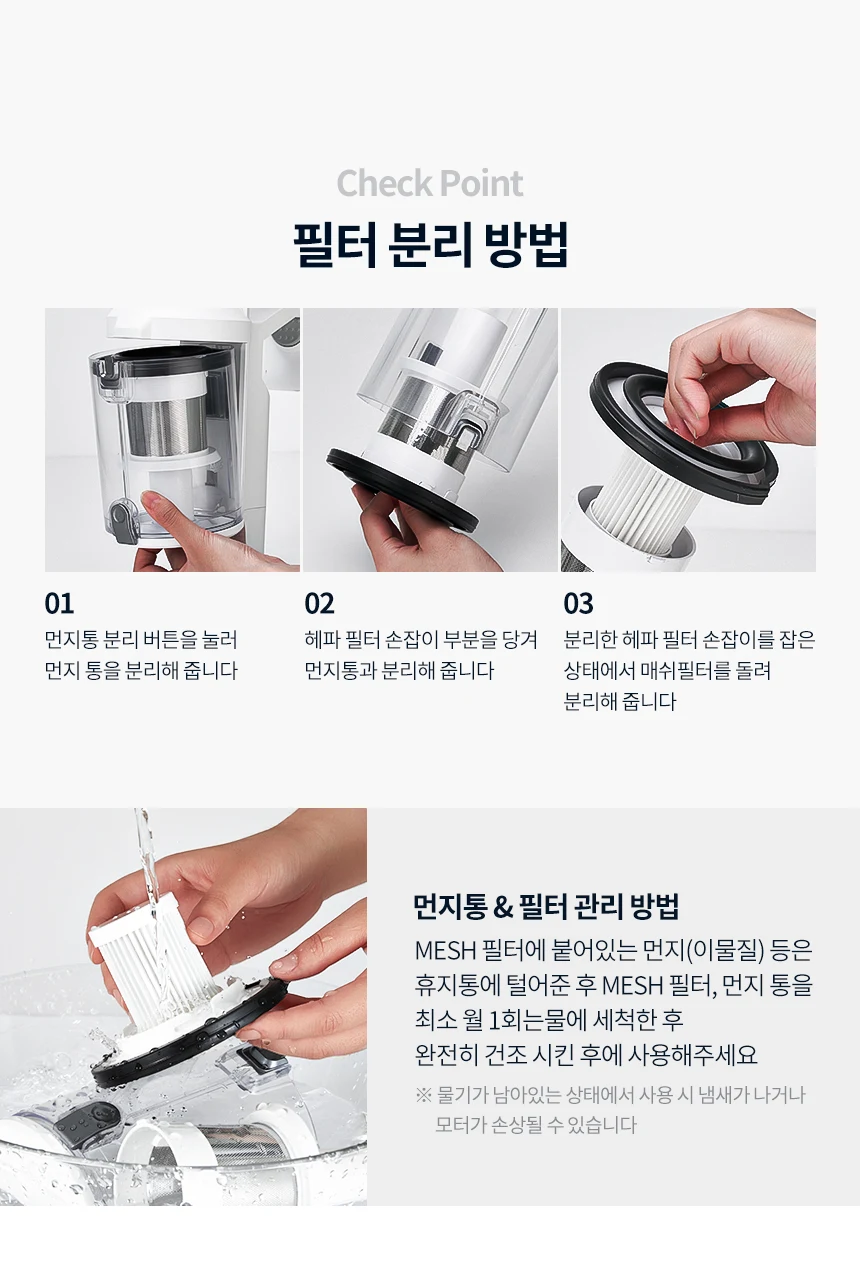 Check Point
필터 분리 방법
01
먼지통 분리 버튼을 눌러
먼지 통을 분리해 줍니다
02
헤파 필터 손잡이 부분을 당겨
먼지통과 분리해 줍니다
03
분리한 헤파 필터 손잡이를 잡은
상태에서 매쉬필터를 돌려
분리해 줍니다
먼지통 & 필터 관리 방법
MESH 필터에 붙어있는 먼지(이물질) 등은
휴지통에 털어준 후 MESH 필터, 먼지 통을
최소 월 1회는물에 세척한 후
완전히 건조 시킨 후에 사용해주세요
※ 물기가 남아있는 상태에서 사용 시 냄새가 나거나
모터가 손상될 수 있습니다